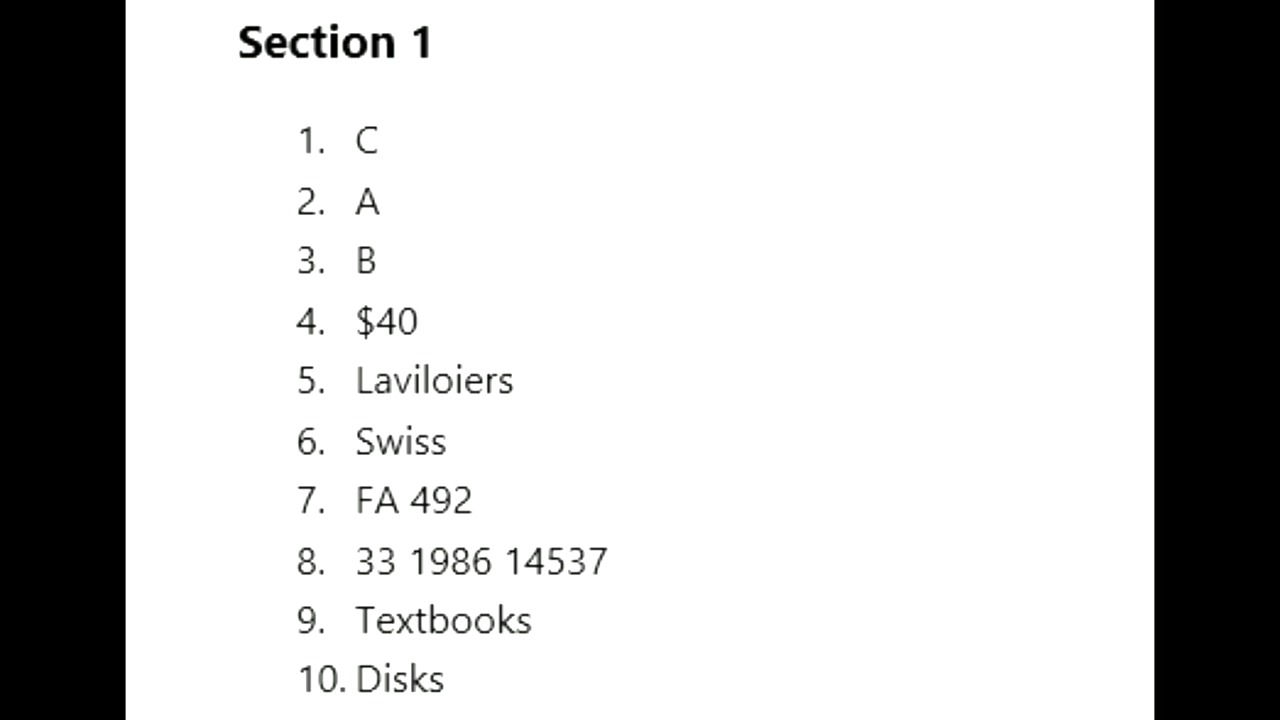 Section 1
1. C
2. A
3. B
4. $40
5. Laviloiers
6. Swiss
7. FA 492
8. 33 1986 14537
9. Textbooks
10. Disks